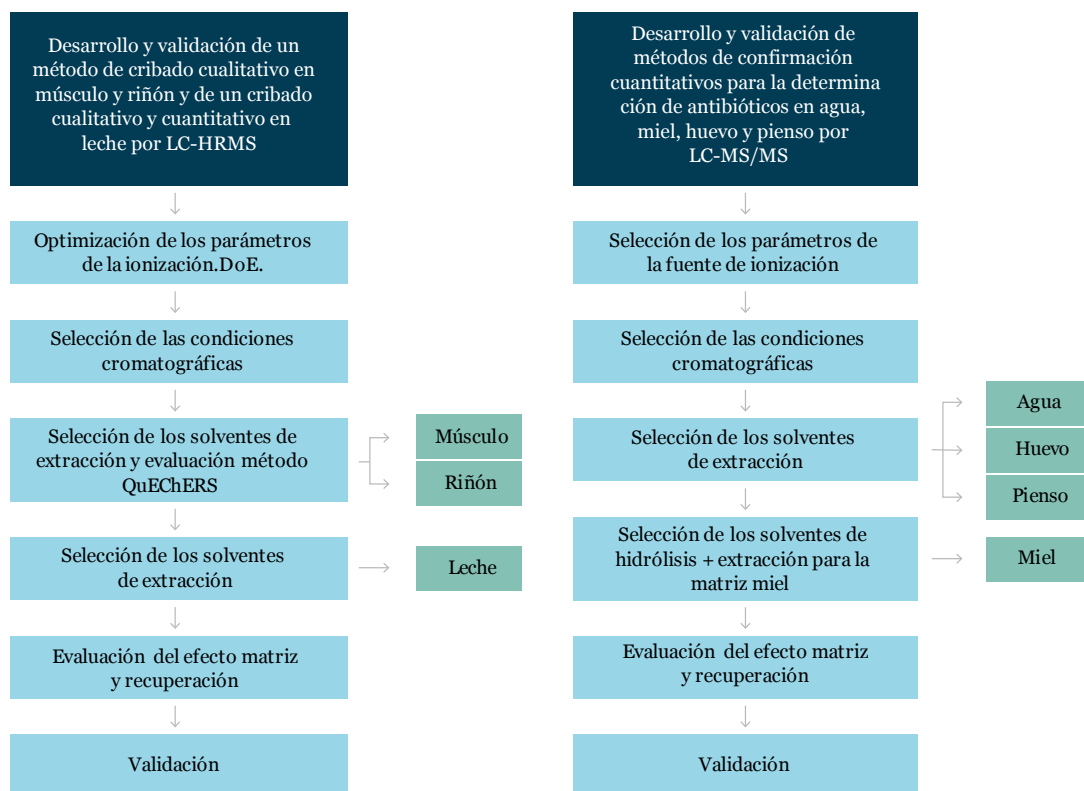 Desarrollo y validación de un
método de cribado cualitativo en
músculo y riñón y de un cribado
cualitativo y cuantitativo en
leche por LC-HRMS
Optimización de los parámetros
de la ionización.DoE.
Selección de las condiciones
cromatográficas
Selección de los solventes de
extracción y evaluación método
QuEChERS
Músculo
Riñón
Selección de los solventes
de extracción
Leche
Evaluación del efecto matriz
y recuperación
Validación
Desarrollo y validación de
métodos de confirmación
cuantitativos para la determina
ción de antibióticos en agua,
miel, huevo y pienso por
LC-MS/MS
Selección de los parámetros de
la fuente de ionización
Selección de las condiciones
cromatográficas
Selección de los solventes
de extracción
Agua
Huevo
Pienso
Selección de los solventes de
hidrólisis + extracción para la
matriz miel
Miel
Evaluación del efecto matriz
y recuperación
Validación